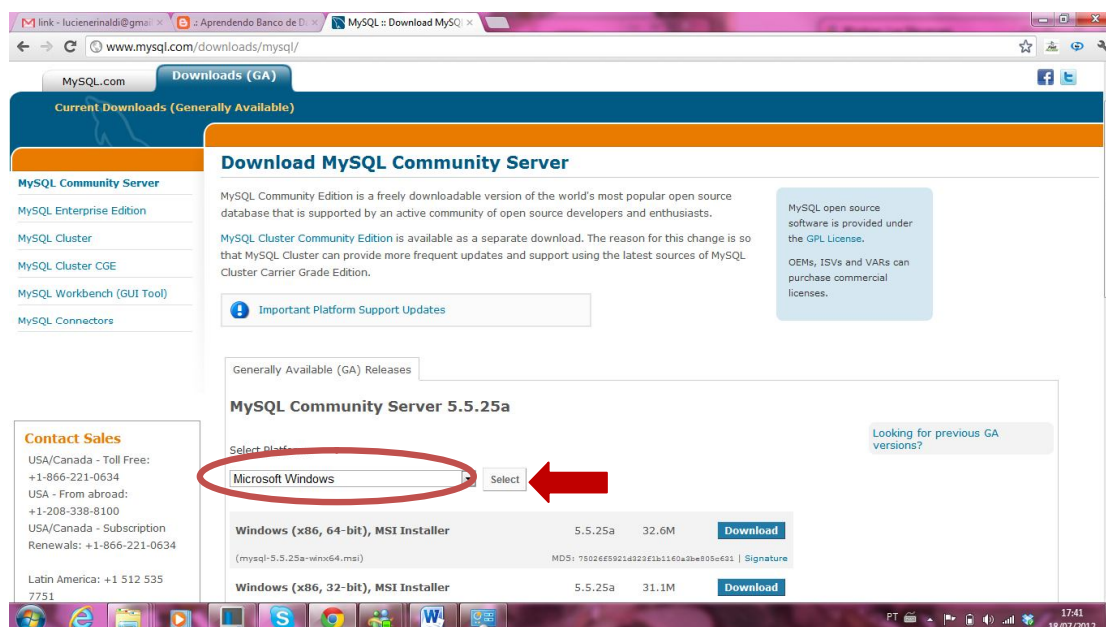 link - lucienerinaldi@gmail
.: Aprendendo Banco de D
MySQL :: Download MySQL
www.mysql.com/downloads/mysql/
MySQL.com
Downloads (GA)
Current Downloads (Generally Available)
MySQL Community Server
MySQL Enterprise Edition
MySQL Cluster
MySQL Cluster CGE
MySQL Workbench (GUI Tool)
MySQL Connectors
Contact Sales
USA/Canada - Toll Free:
+1-866-221-0634
USA - From abroad:
+1-208-338-8100
USA/Canada - Subscription
Renewals: +1-866-221-0634
Latin America: +1 512 535
7751
Download MySQL Community Server
MySQL Community Edition is a freely downloadable version of the world's most popular open source
database that is supported by an active community of open source developers and enthusiasts.
MySQL Cluster Community Edition is available as a separate download. The reason for this change is so
that MySQL Cluster can provide more frequent updates and support using the latest sources of MySQL
Cluster Carrier Grade Edition.
Important Platform Support Updates
MySQL open source
software is provided under
the GPL License.
OEMs, ISVs and VARs can
purchase commercial
licenses.
Generally Available (GA) Releases
MySQL Community Server 5.5.25a
Looking for previous GA
versions?
Select
Microsoft Windows
Select
Windows (x86, 64-bit), MSI Installer 5.5.25a 32.6M Download
(mysql-5.5.25a-winx64.msi) MD5: | Signature
Windows (x86, 32-bit), MSI Installer 5.5.25a 31.1M Download
PT
17:41
18/07/2012